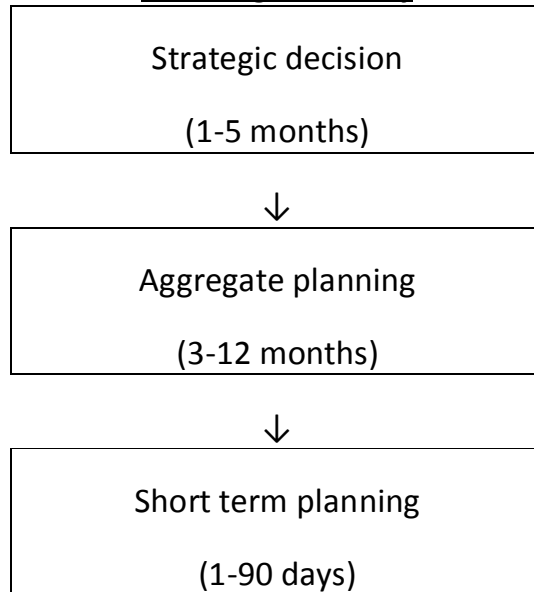 Strategic decision
(1-5 months)
↓
Aggregate planning
(3-12 months)
↓
Short term planning
(1-90 days)